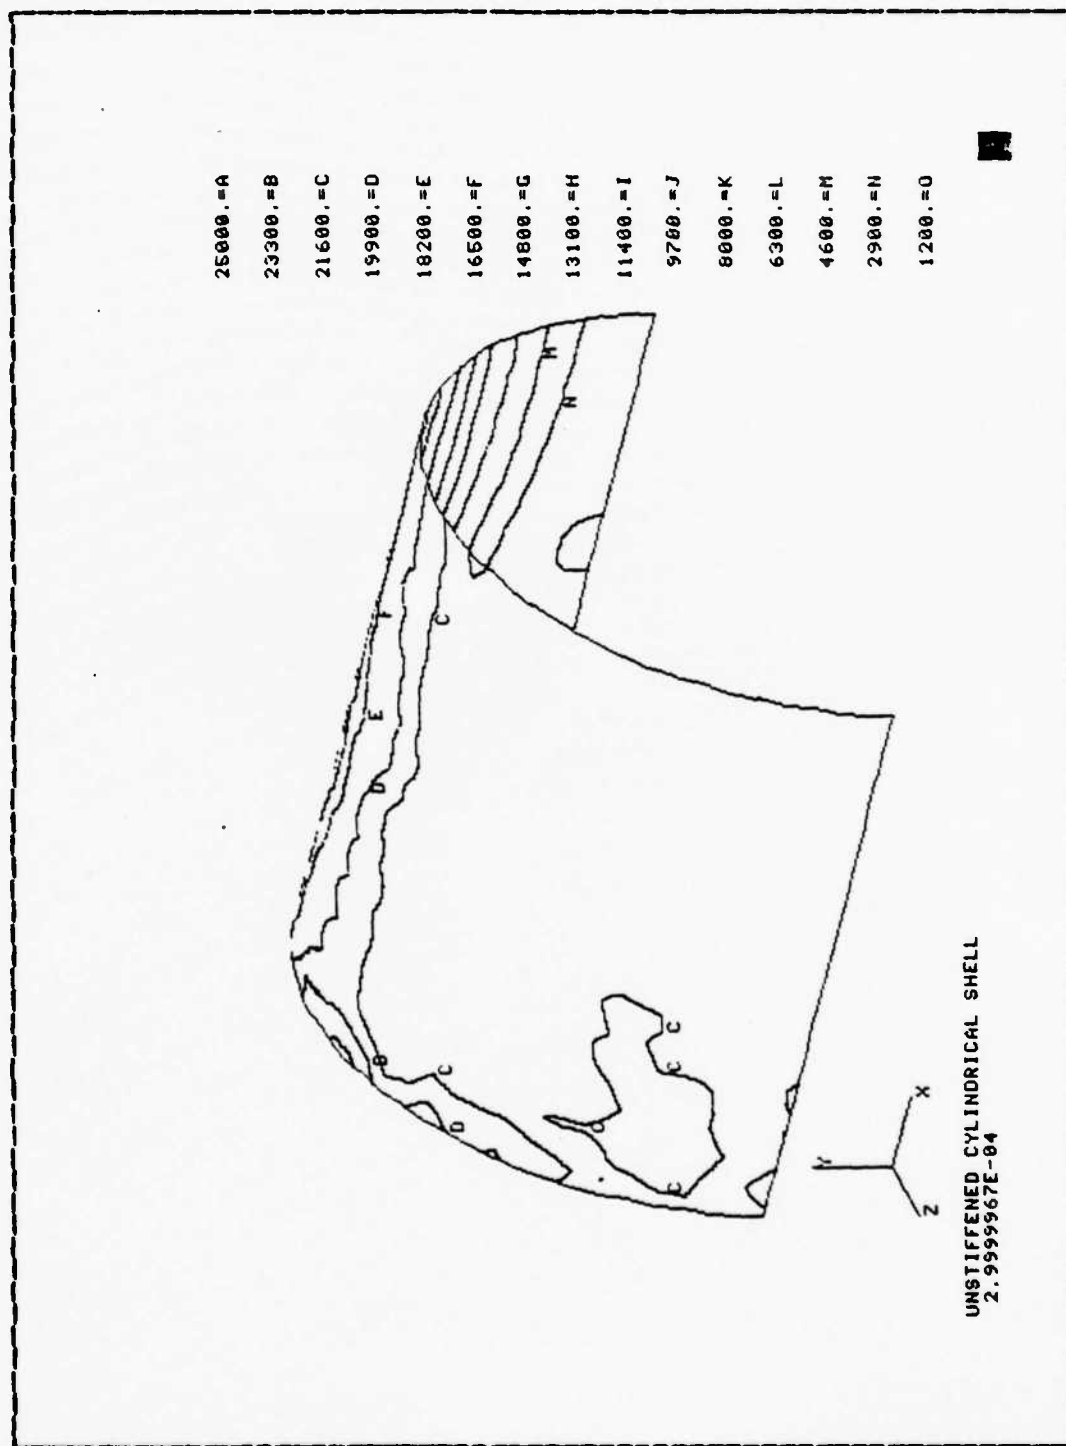 25000.=A
23300.=B
21600.=C
19900.=D
18200.=E
16500.=F
14800.=G
13100.=H
11400.=I
9700.=J
8000.=K
6300.=L
4600.=M
2900.=N
1200.=O
F
E
D
C
M
N
B
C
D
C
C
C
C
Y
X
Z
UNSTIFFENED CYLINDRICAL SHELL
2.9999967E-04